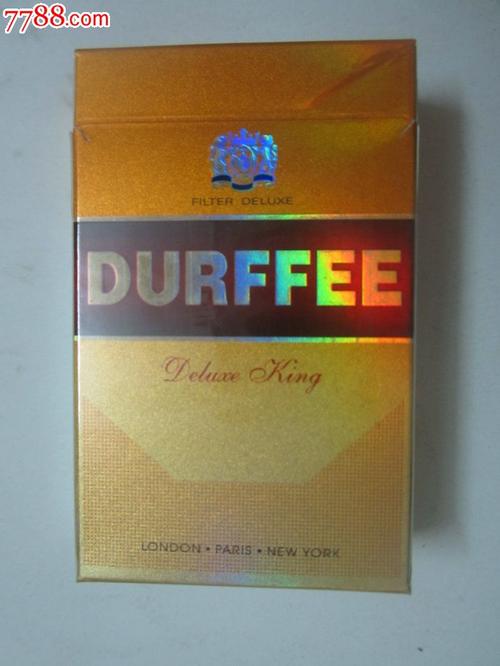 7788.com
FILTER DELUXE
DURFFEE
Deluxe King
LONDON • PARIS • NEW YORK